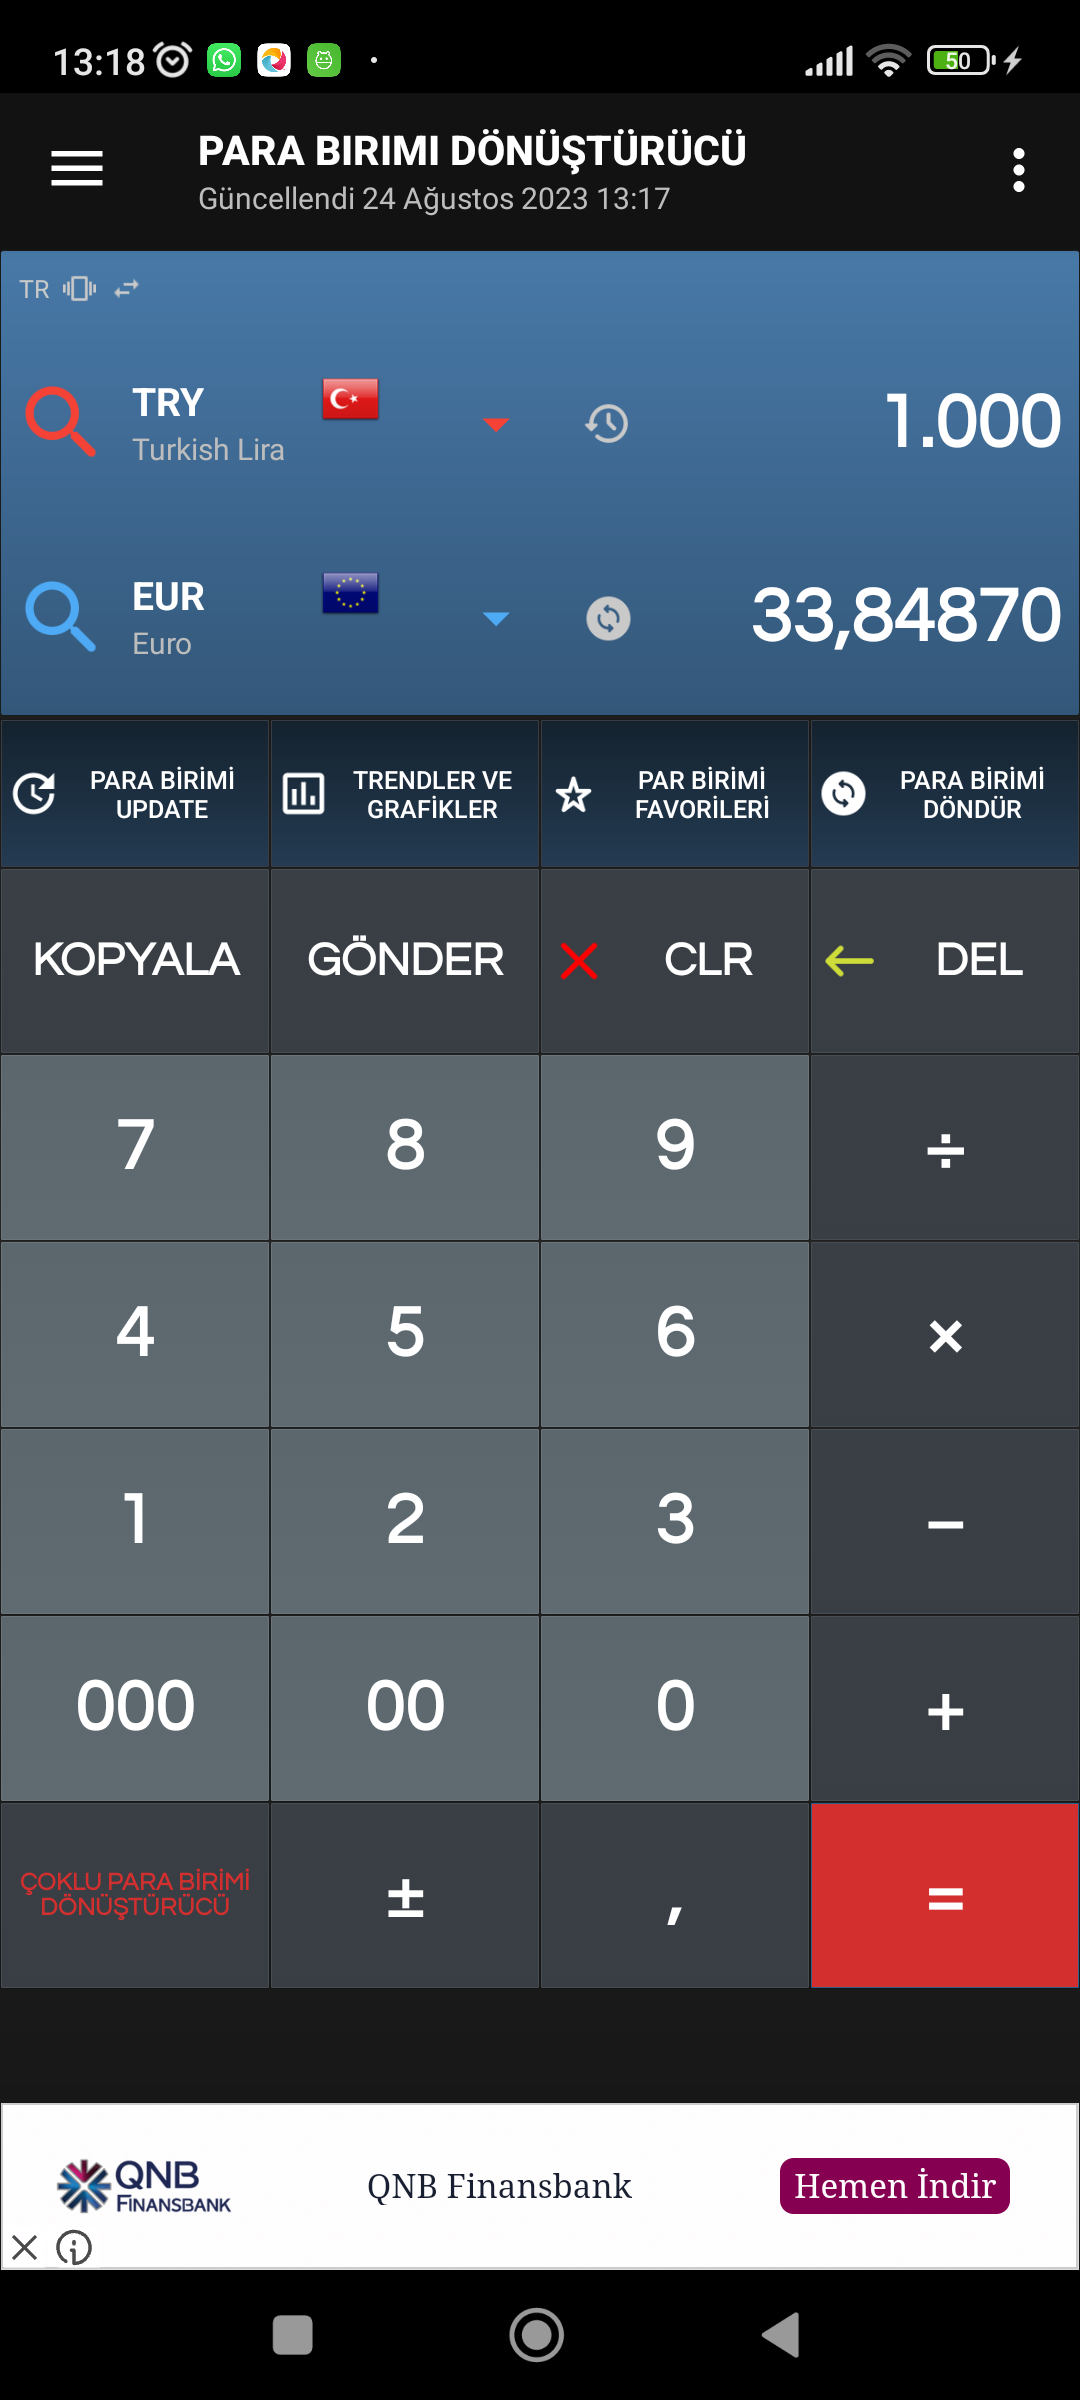 13:18
50
PARA BIRIMI DÖNÜŞTÜRÜCÜ
Güncellendi 24 Ağustos 2023 13:17
TR
TRY
Turkish Lira
1.000
EUR
Euro
33,84870
PARA BİRİMİ
UPDATE
TRENDLER VE
GRAFİKLER
PAR BİRİMİ
FAVORİLERİ
PARA BİRİMİ
DÖNDÜR
KOPYALA
GÖNDER
CLR
DEL
7
8
9
÷
4
5
6
×
1
2
3
−
000
00
0
+
ÇOKLU PARA BİRİMİ
DÖNÜŞTÜRÜCÜ
±
,
=
QNB
FINANSBANK
QNB Finansbank
Hemen İndir